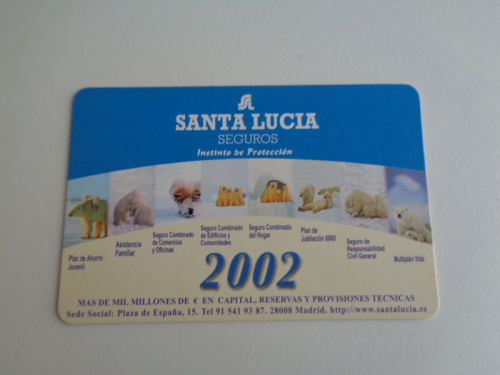 SANTA LUCIA
SEGUROS
Instinto de Protección
Plan de Ahorro
Juvenil
Asistencia
Familiar
Seguro Combinado
de Comercios
y Oficinas
Seguro Combinado
de Edificios y
Comunidades
Seguro Combinado
del Hogar
Plan de
Jubilación 6000
Seguro de
Responsabilidad
Civil General
Multiplán Vida
2002
MAS DE MIL MILLONES DE € EN CAPITAL, RESERVAS Y PROVISIONES TECNICAS
Sede Social: Plaza de España, 15. Tel 91 541 93 87. 28008 Madrid. http://www.santalucia.es